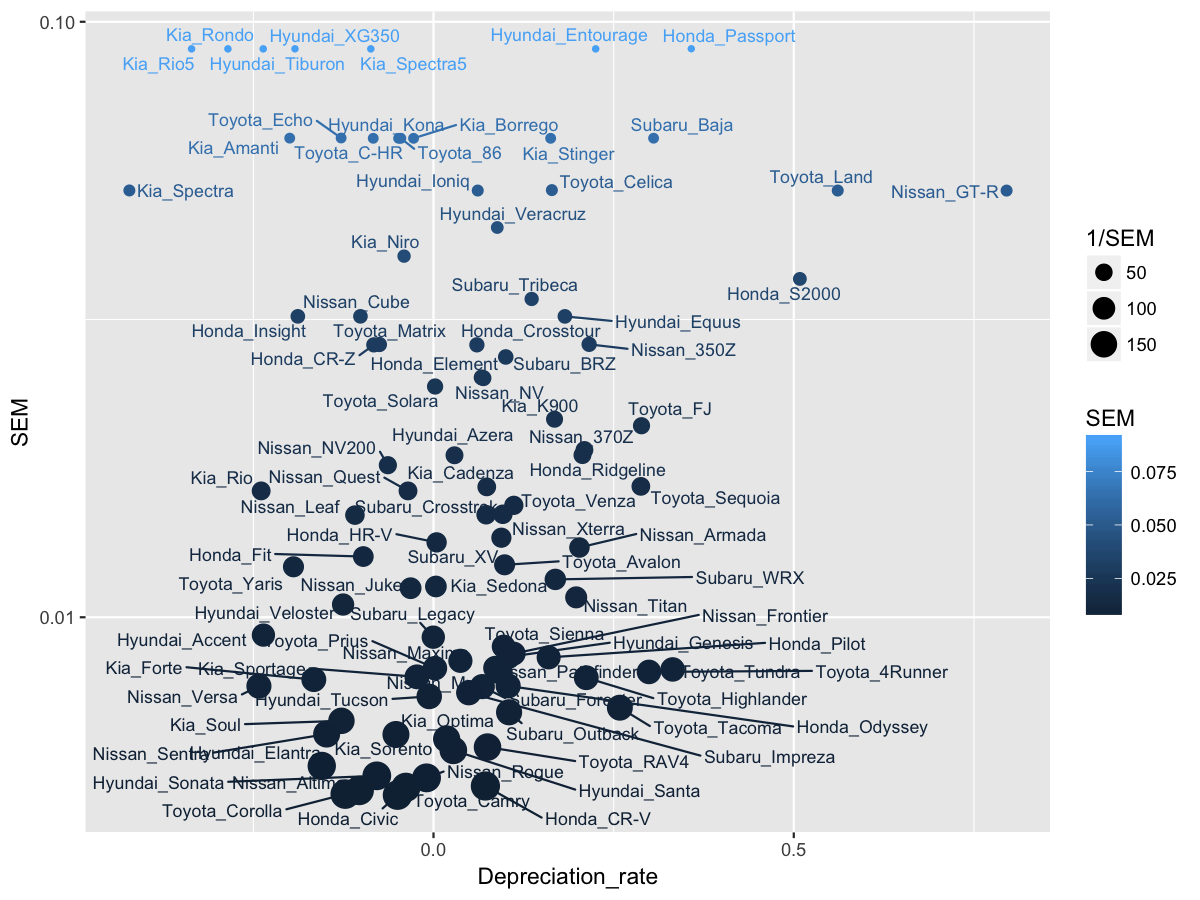 0.10
Kia_Rondo
Hyundai_XG350
Hyundai_Entourage
Honda_Passport
Kia_Rio5
Hyundai_Tiburon
Kia_Spectra5
Toyota_Echo
Hyundai_Kona
Kia_Borrego
Subaru_Baja
Kia_Amanti
Toyota_C-HR
Toyota_86
Kia_Stinger
Hyundai_Ioniq
Toyota_Celica
Toyota_Land
Kia_Spectra
Nissan_GT-R
Hyundai_Veracruz
Kia_Niro
Subaru_Tribeca
Honda_S2000
Nissan_Cube
Honda_Insight
Toyota_Matrix
Honda_Crosstour
Hyundai_Equus
Honda_CR-Z
Honda_Element
Subaru_BRZ
Nissan_350Z
Toyota_Solara
Nissan_NV
Kia_K900
Toyota_FJ
Hyundai_Azera
Nissan_370Z
Nissan_NV200
Kia_Rio
Nissan_Quest
Kia_Cadenza
Honda_Ridgeline
Nissan_Leaf
Subaru_Crosstrek
Toyota_Venza
Toyota_Sequoia
Honda_HR-V
Nissan_Xterra
Nissan_Armada
Honda_Fit
Subaru_XV
Toyota_Avalon
Toyota_Yaris
Nissan_Juke
Kia_Sedona
Subaru_WRX
Hyundai_Veloster
Subaru_Legacy
Nissan_Titan
Nissan_Frontier
0.01
Hyundai_Accent
Toyota_Prius
Toyota_Sienna
Hyundai_Genesis
Honda_Pilot
Nissan_Maxima
Kia_Forte
Kia_Sportage
Nissan_Pathfinder
Toyota_Tundra
Toyota_4Runner
Nissan_Versa
Hyundai_Tucson
Subaru_Forester
Toyota_Highlander
Kia_Soul
Kia_Optima
Subaru_Outback
Toyota_Tacoma
Honda_Odyssey
Nissan_Sentra
Hyundai_Elantra
Kia_Sorento
Toyota_RAV4
Subaru_Impreza
Hyundai_Sonata
Nissan_Altima
Nissan_Rogue
Hyundai_Santa
Toyota_Corolla
Honda_Civic
Toyota_Camry
Honda_CR-V
0.0
0.5
Depreciation_rate
SEM
1/SEM
50
100
150
SEM
0.075
0.050
0.025